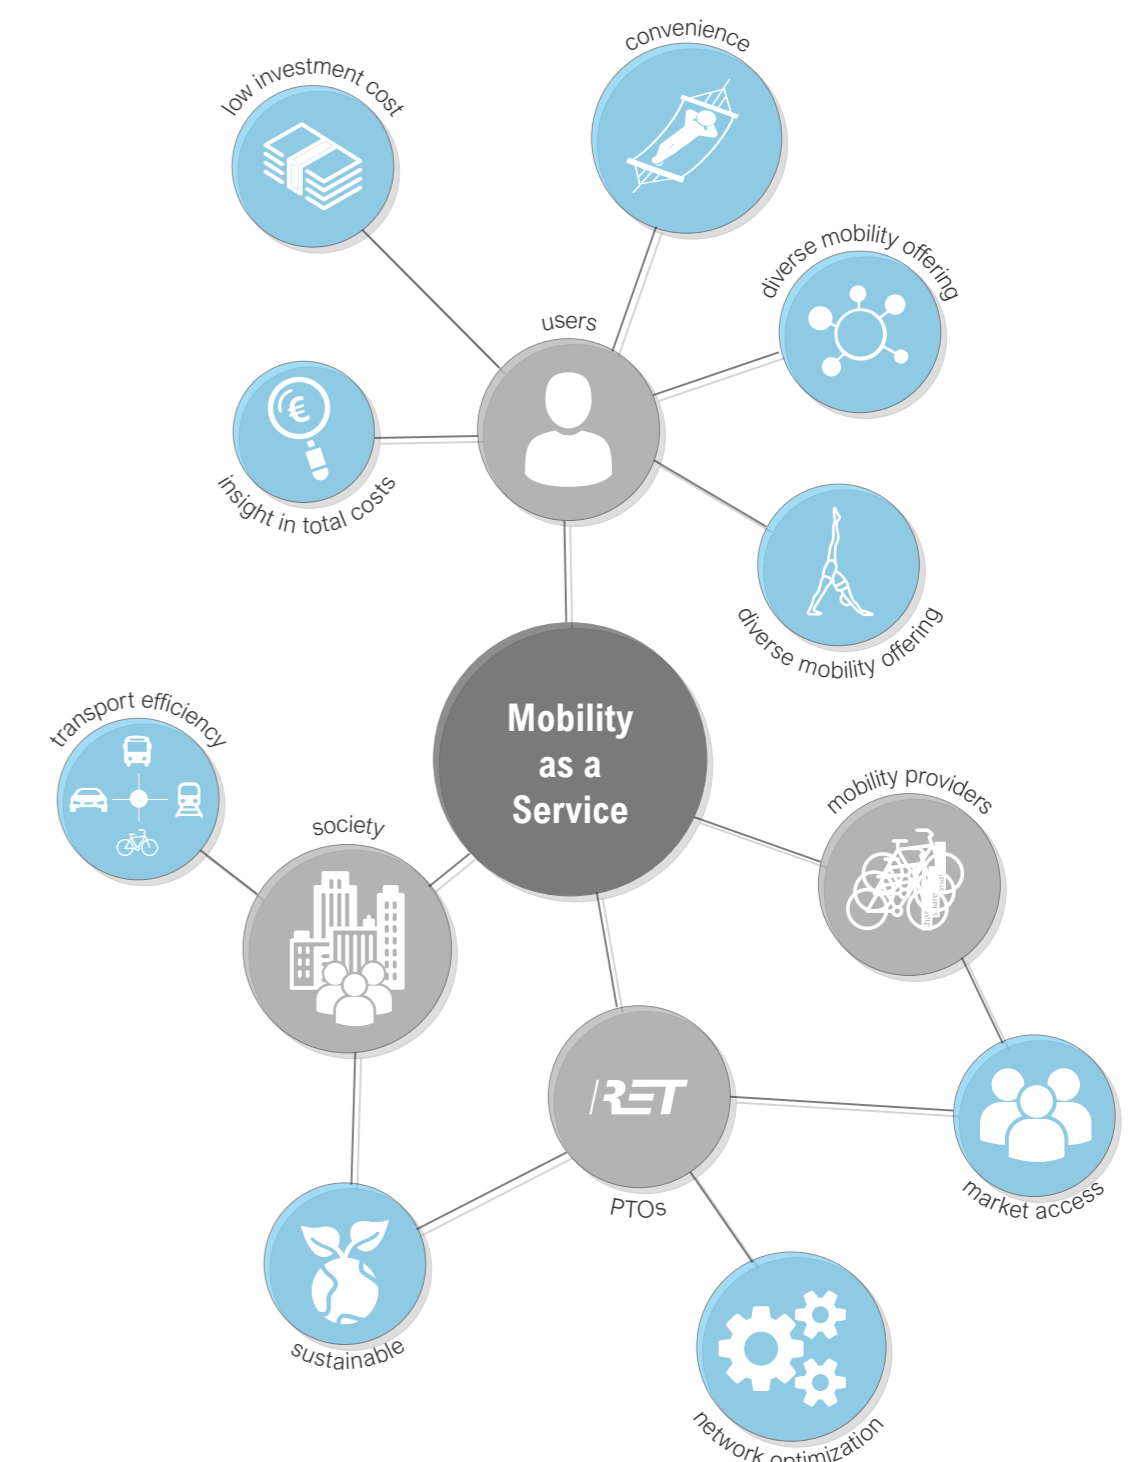 convenience
low investment cost
diverse mobility offering
users
€
insight in total costs
diverse mobility offering
Mobility
as a
Service
transport efficiency
mobility providers
society
RET
market access
PTOs
sustainable
network optimization